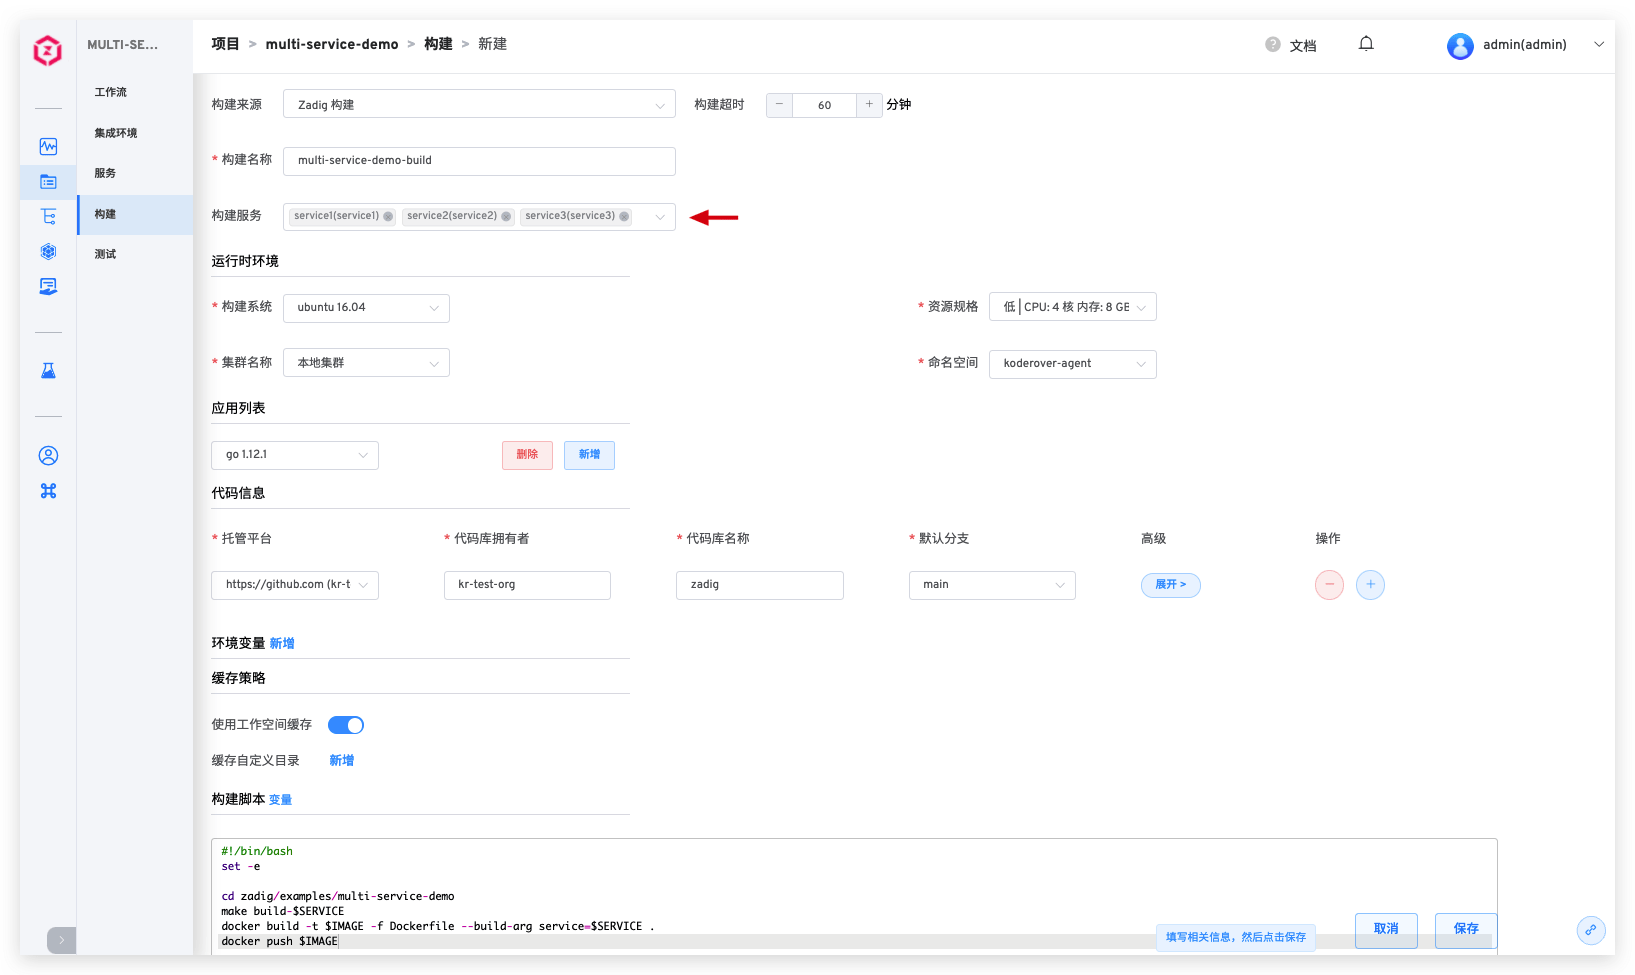 MULTI-SE...
项目 > multi-service-demo > 构建 > 新建
? 文档
admin(admin)
工作流
集成环境
服务
构建
测试
构建来源
Zadig 构建
构建超时
− 60 + 分钟
* 构建名称
multi-service-demo-build
构建服务
service1(service1) service2(service2) service3(service3)
运行时环境
* 构建系统
ubuntu 16.04
* 资源规格
低 | CPU: 4 核 内存: 8 GB
* 集群名称
本地集群
* 命名空间
koderover-agent
应用列表
go 1.12.1
删除
新增
代码信息
* 托管平台
* 代码库拥有者
* 代码库名称
* 默认分支
高级
操作
https://github.com (kr-t
kr-test-org
zadig
main
展开 >
− +
环境变量 新增
缓存策略
使用工作空间缓存
缓存自定义目录 新增
构建脚本 变量
#!/bin/bash
set -e
cd zadig/examples/multi-service-demo
make build-$SERVICE
docker build -t $IMAGE -f Dockerfile --build-arg service=$SERVICE .
docker push $IMAGE
填写相关信息，然后点击保存
取消
保存